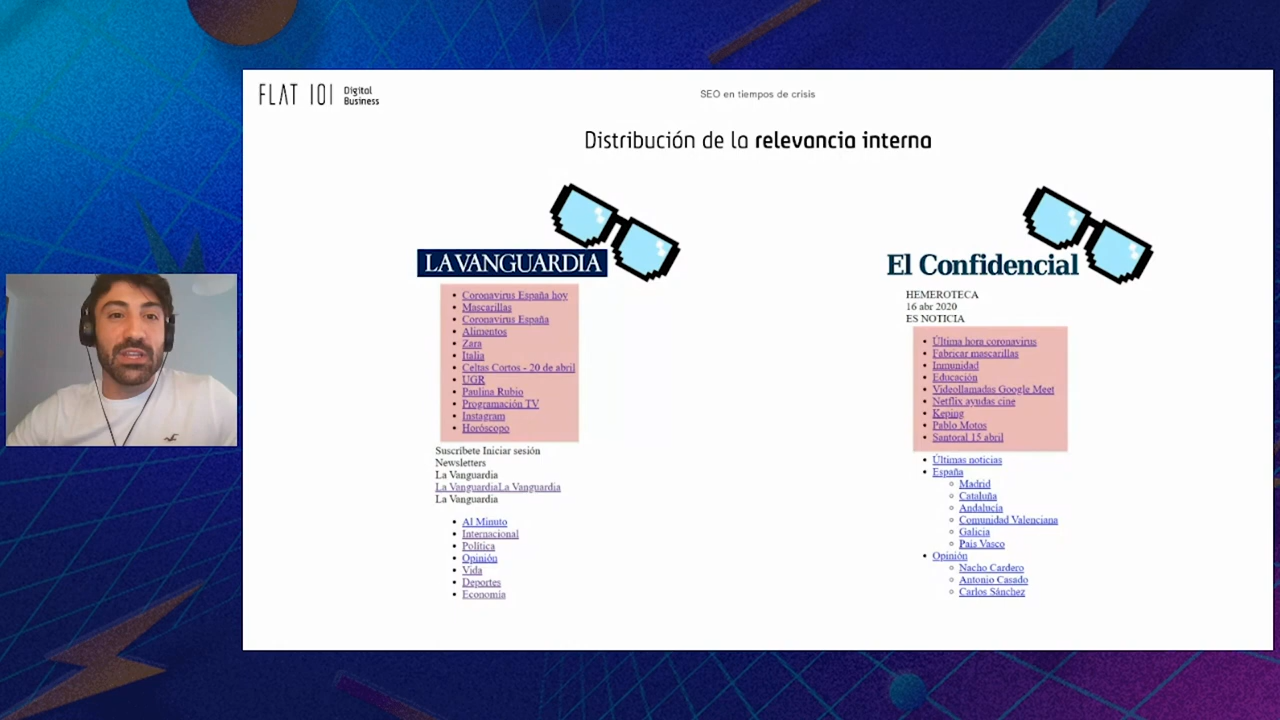 FLAT 101 Digital Business
SEO en tiempos de crisis
Distribución de la relevancia interna
LA VANGUARDIA
Coronavirus España hoy
Mascarillas
Coronavirus España
Alimentos
Zara
Italia
Celtas Cortos - 20 de abril
UGR
Paulina Rubio
Programación TV
Instagram
Horóscopo
Suscríbete Iniciar sesión
Newsletters
La Vanguardia
La VanguardiaLa Vanguardia
La Vanguardia
Al Minuto
Internacional
Política
Opinión
Vida
Deportes
Economía
El Confidencial
HEMEROTECA
16 abr 2020
ES NOTICIA
Última hora coronavirus
Fabricar mascarillas
Inmunidad
Educación
Videollamadas Google Meet
Netflix ayudas cine
Keping
Pablo Motos
Santoral 15 abril
Últimas noticias
España
Madrid
Cataluña
Andalucía
Comunidad Valenciana
Galicia
País Vasco
Opinión
Nacho Cardero
Antonio Casado
Carlos Sánchez